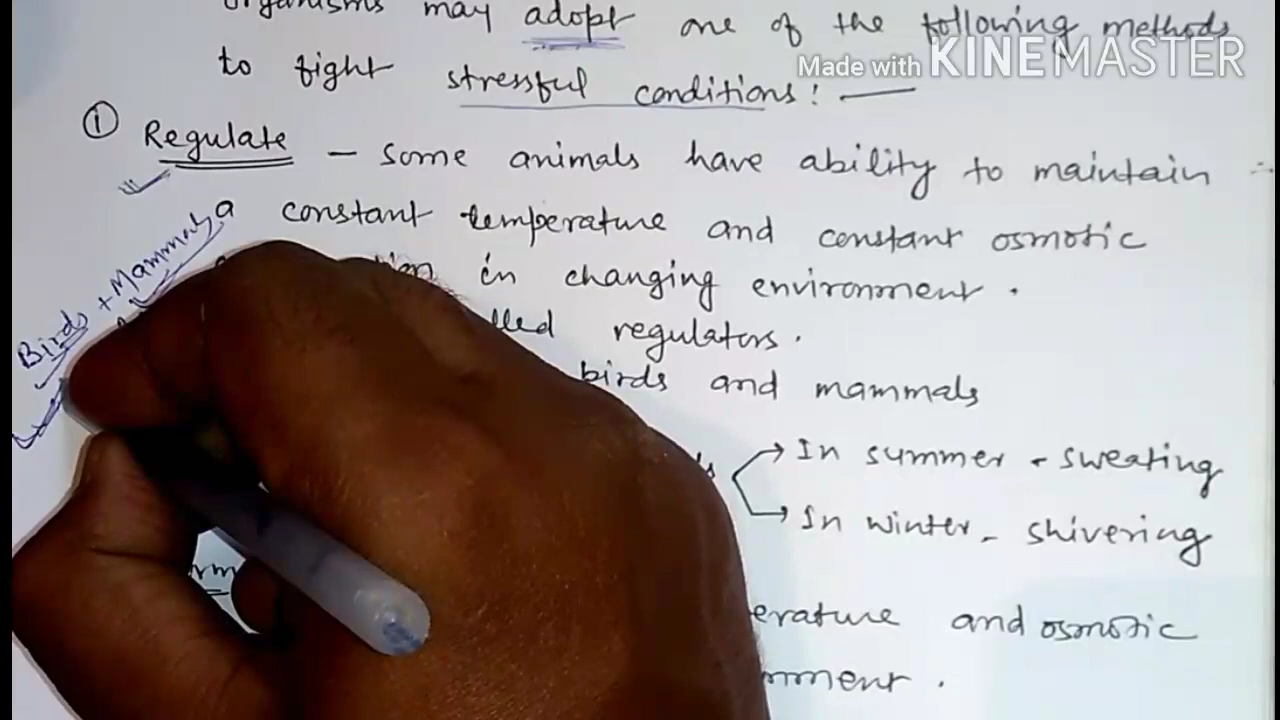 organisms may adopt one of the following methods
Made with KINEMASTER
to fight stressful conditions: —
① Regulate — Some animals have ability to maintain
a constant temperature and constant osmotic
in changing environment.
regulators.
Birds + Mammals
birds and mammals
In summer - sweating
In winter - shivering
and osmotic